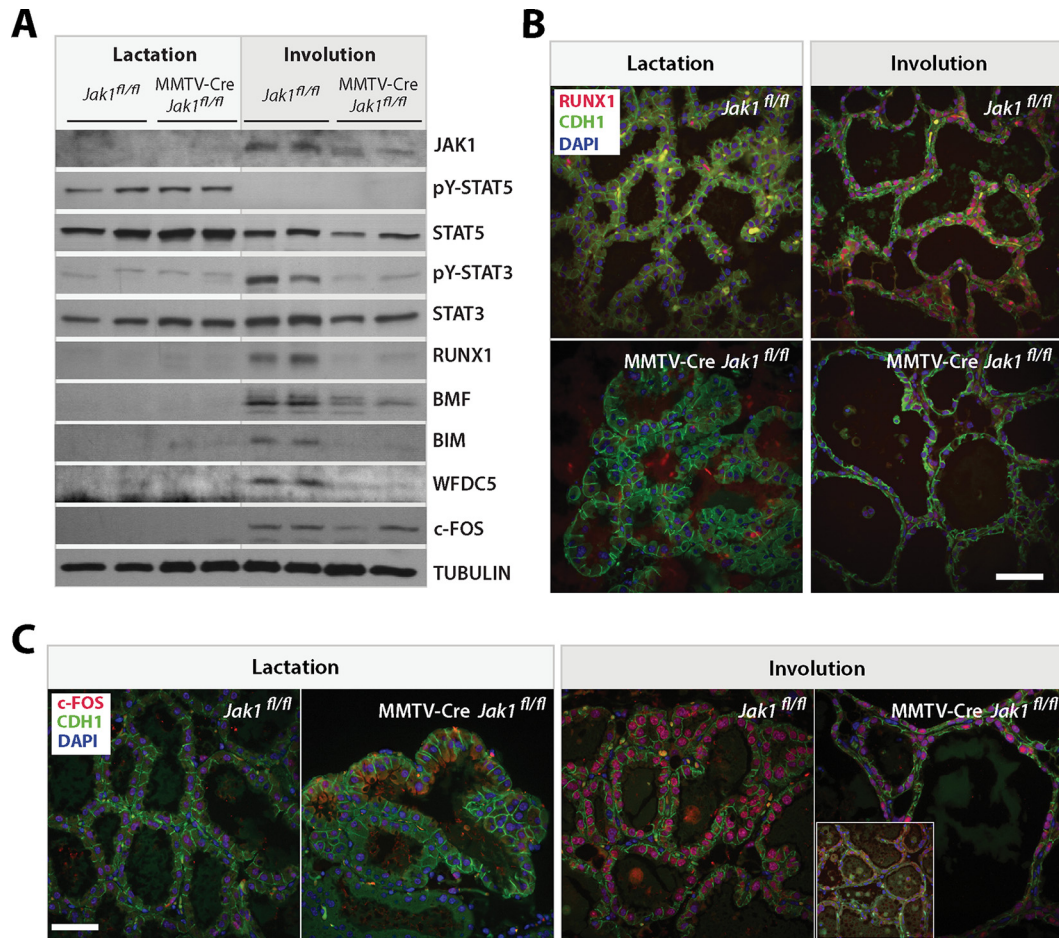 A
Lactation Involution
Jak1fl/fl MMTV-Cre Jak1fl/fl MMTV-Cre
Jak1fl/fl Jak1fl/fl
JAK1
pY-STAT5
STAT5
pY-STAT3
STAT3
RUNX1
BMF
BIM
WFDC5
c-FOS
TUBULIN
B
Lactation Involution
RUNX1
CDH1
DAPI
Jak1 fl/fl Jak1 fl/fl
MMTV-Cre Jak1 fl/fl MMTV-Cre Jak1 fl/fl
C
Lactation Involution
c-FOS
CDH1
DAPI
Jak1 fl/fl MMTV-Cre Jak1 fl/fl Jak1 fl/fl MMTV-Cre Jak1 fl/fl